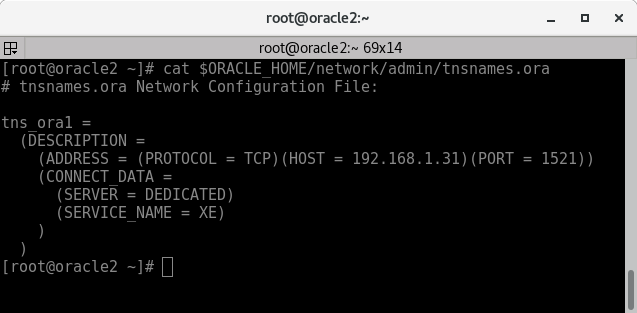 root@oracle2:~
root@oracle2:~ 69x14
[root@oracle2 ~]# cat $ORACLE_HOME/network/admin/tnsnames.ora
# tnsnames.ora Network Configuration File:
tns_ora1 =
  (DESCRIPTION =
    (ADDRESS = (PROTOCOL = TCP)(HOST = 192.168.1.31)(PORT = 1521))
    (CONNECT_DATA =
      (SERVER = DEDICATED)
      (SERVICE_NAME = XE)
    )
  )
[root@oracle2 ~]#